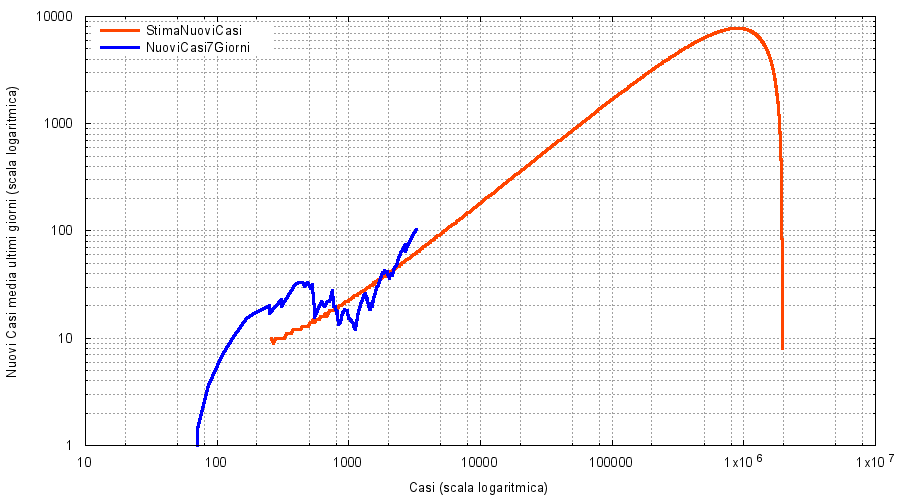 StimaNuoviCasi
NuoviCasi7Giorni
Nuovi Casi media ultimi giorni (scala logaritmica)
10000
1000
100
10
1
10 100 1000 10000 100000 1x10^6 1x10^7
Casi (scala logaritmica)